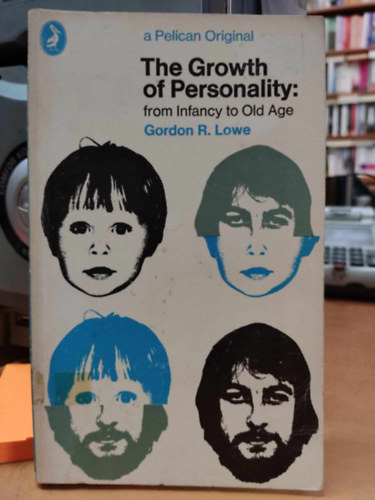 a Pelican Original
The Growth
of Personality:
from Infancy to Old Age
Gordon R. Lowe